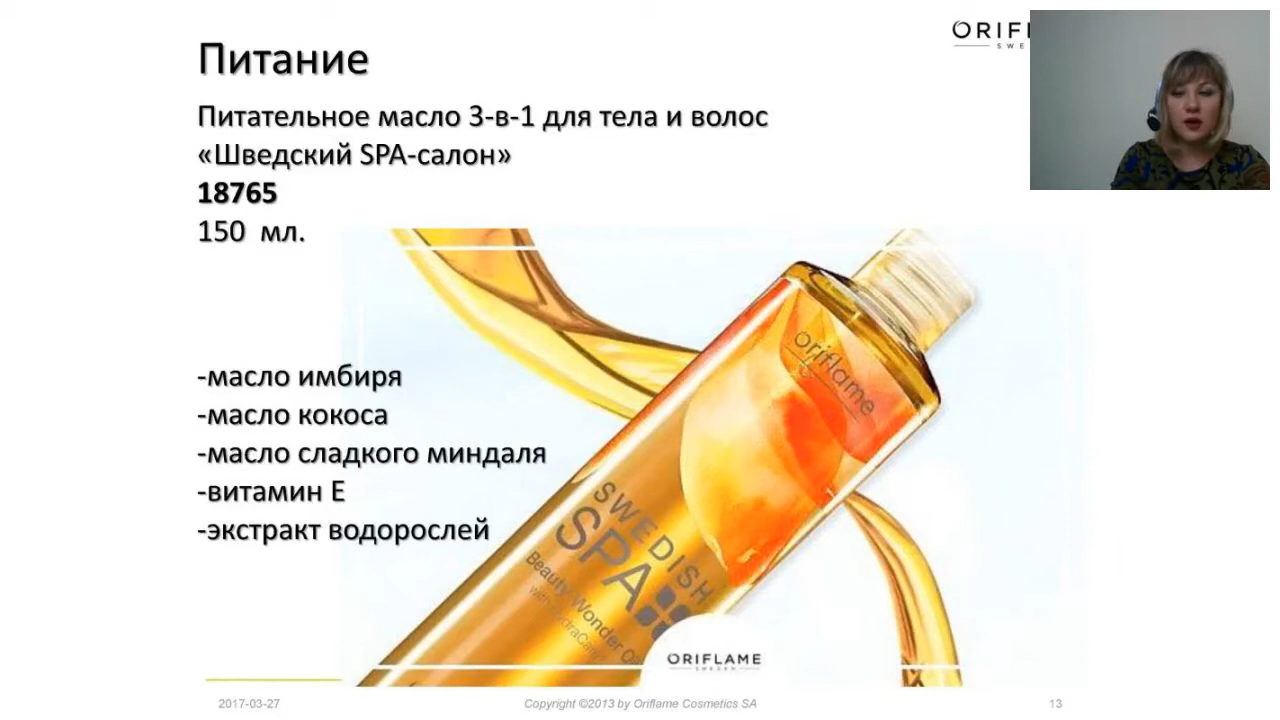 ORIFL
SWE
Питание
Питательное масло 3-в-1 для тела и волос
«Шведский SPA-салон»
18765
150 мл.
-масло имбиря
-масло кокоса
-масло сладкого миндаля
-витамин Е
-экстракт водорослей
oriflame
SWEDISH
SPA
Beauty Wonder
ORIFLAME
SWEDEN
2017-03-27
Copyright ©2013 by Oriflame Cosmetics SA
13